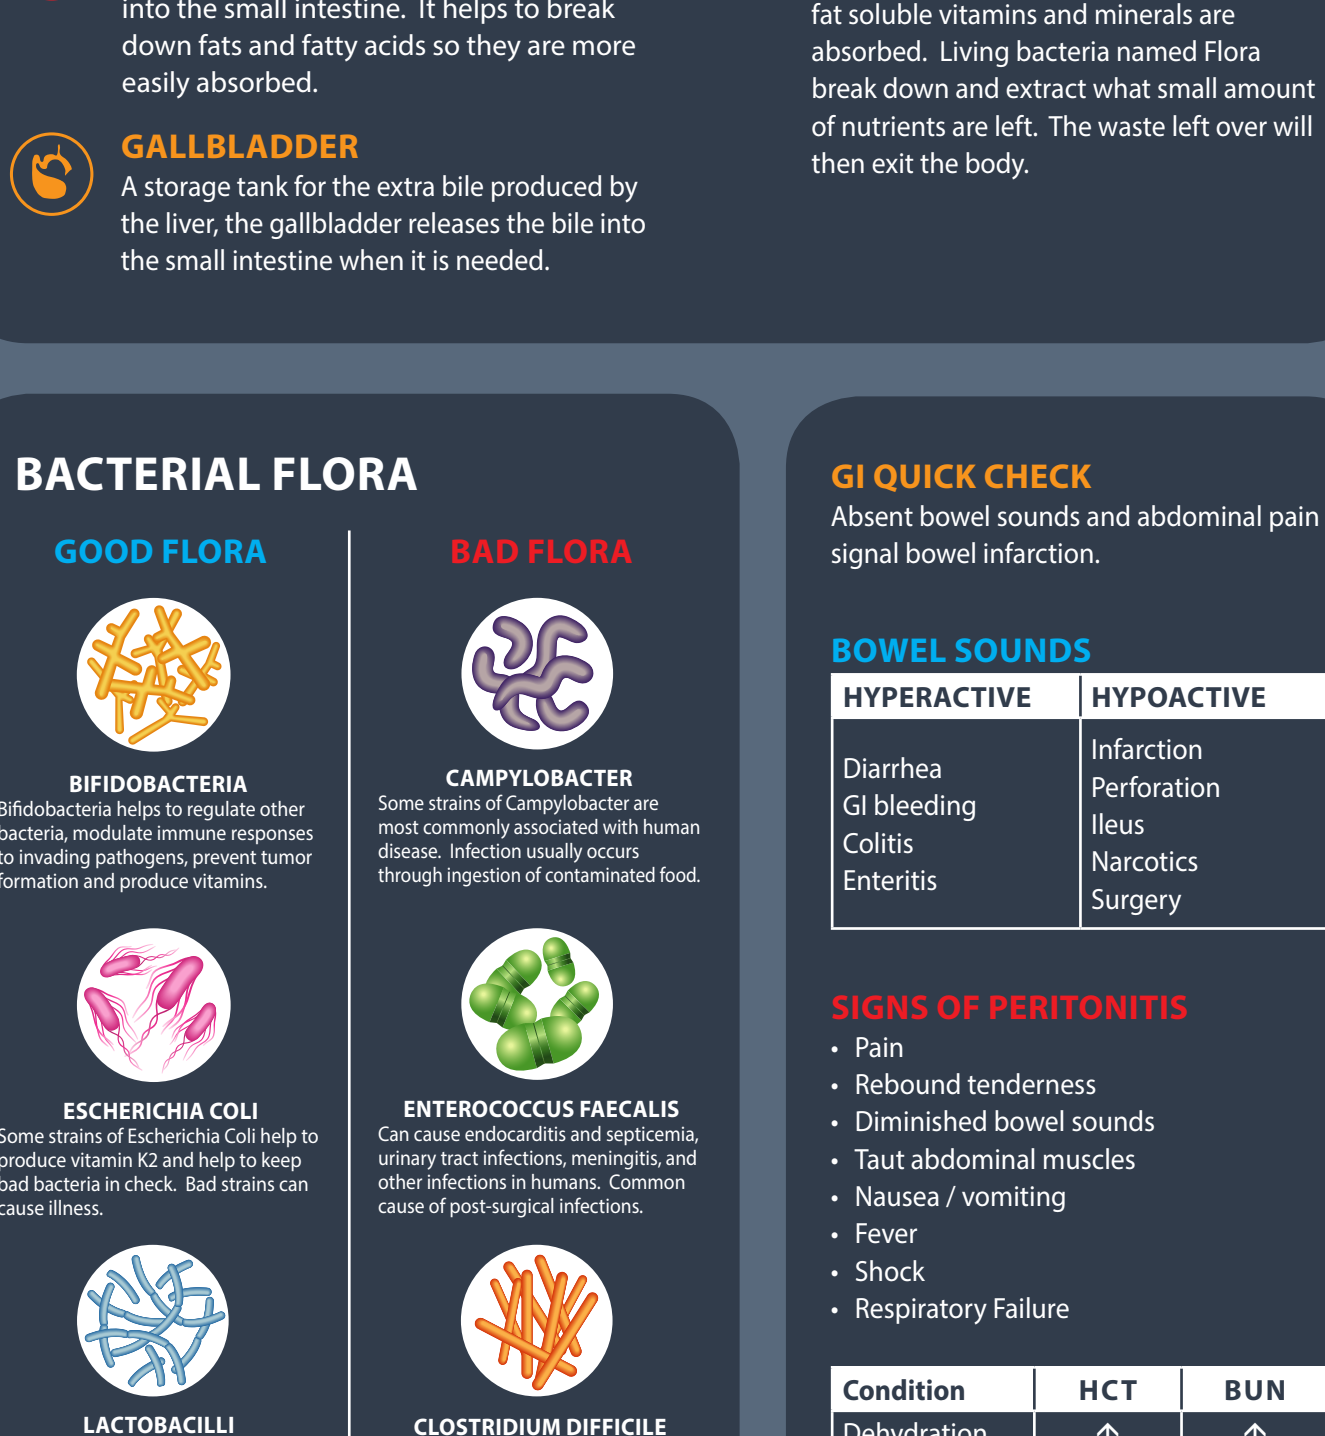 into the small intestine. It helps to break
down fats and fatty acids so they are more
easily absorbed.
GALLBLADDER
A storage tank for the extra bile produced by
the liver, the gallbladder releases the bile into
the small intestine when it is needed.
fat soluble vitamins and minerals are
absorbed. Living bacteria named Flora
break down and extract what small amount
of nutrients are left. The waste left over will
then exit the body.
BACTERIAL FLORA
GOOD FLORA
BIFIDOBACTERIA
Bifidobacteria helps to regulate other
bacteria, modulate immune responses
to invading pathogens, prevent tumor
formation and produce vitamins.
ESCHERICHIA COLI
Some strains of Escherichia Coli help to
produce vitamin K2 and help to keep
bad bacteria in check. Bad strains can
cause illness.
LACTOBACILLI
BAD FLORA
CAMPYLOBACTER
Some strains of Campylobacter are
most commonly associated with human
disease. Infection usually occurs
through ingestion of contaminated food.
ENTEROCOCCUS FAECALIS
Can cause endocarditis and septicemia,
urinary tract infections, meningitis, and
other infections in humans. Common
cause of post-surgical infections.
CLOSTRIDIUM DIFFICILE
GI QUICK CHECK
Absent bowel sounds and abdominal pain
signal bowel infarction.
BOWEL SOUNDS
HYPERACTIVE HYPOACTIVE
Diarrhea
GI bleeding
Colitis
Enteritis
Infarction
Perforation
Ileus
Narcotics
Surgery
SIGNS OF PERITONITIS
• Pain
• Rebound tenderness
• Diminished bowel sounds
• Taut abdominal muscles
• Nausea / vomiting
• Fever
• Shock
• Respiratory Failure
Condition HCT BUN
Dehydration ↑ ↑